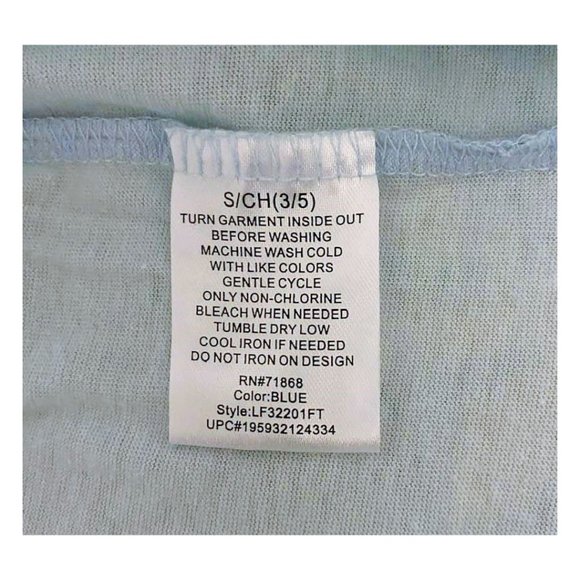 S/CH(3/5)
TURN GARMENT INSIDE OUT
BEFORE WASHING
MACHINE WASH COLD
WITH LIKE COLORS
GENTLE CYCLE
ONLY NON-CHLORINE
BLEACH WHEN NEEDED
TUMBLE DRY LOW
COOL IRON IF NEEDED
DO NOT IRON ON DESIGN
RN#71868
Color:BLUE
Style:LF32201FT
UPC#195932124334